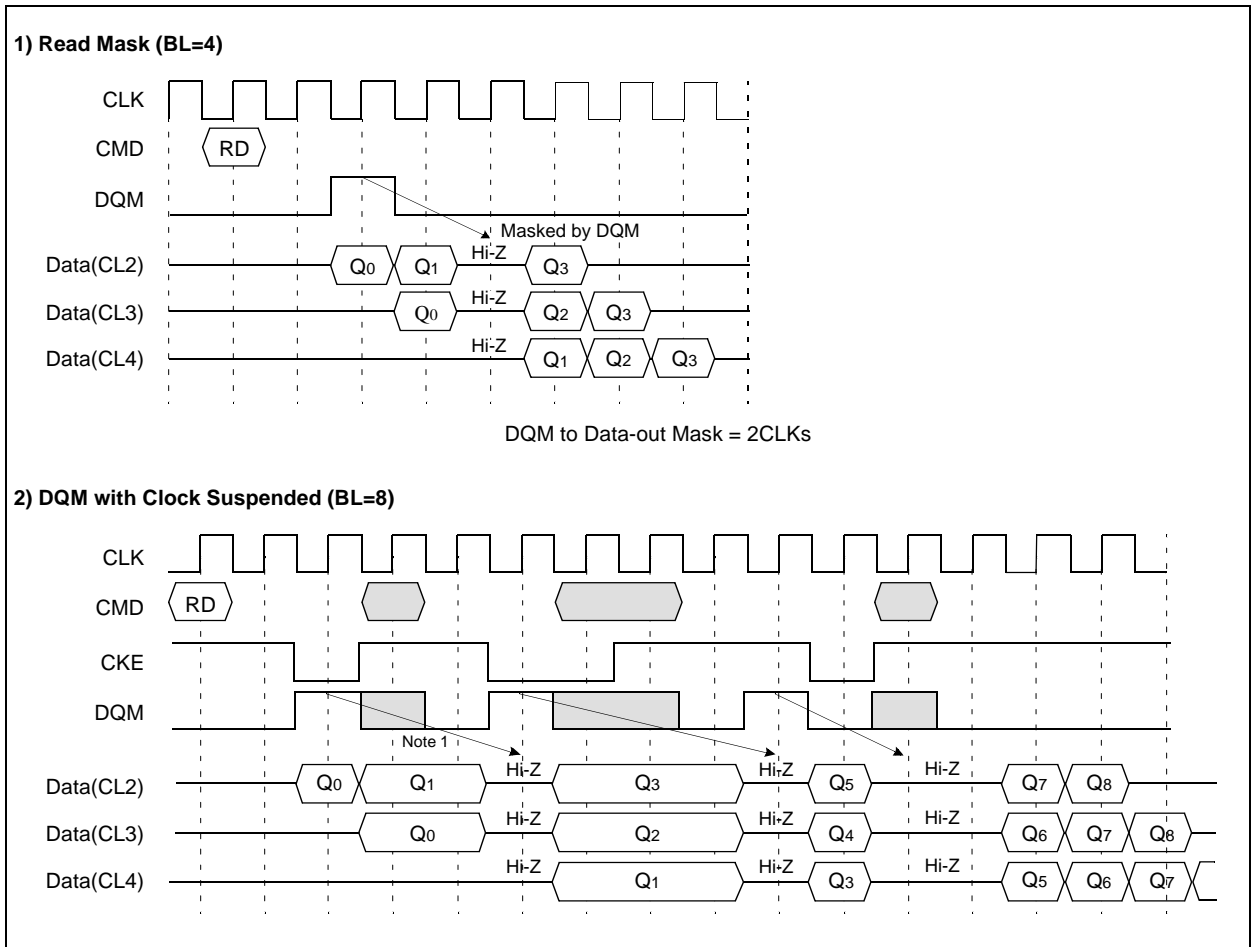 1) Read Mask (BL=4)
CLK
CMD RD
DQM
Masked by DQM
Data(CL2) Q0 Q1 Hi-Z Q3
Data(CL3) Q0 Hi-Z Q2 Q3
Data(CL4) Hi-Z Q1 Q2 Q3
DQM to Data-out Mask = 2CLKs
2) DQM with Clock Suspended (BL=8)
CLK
CMD RD
CKE
DQM
Note 1
Data(CL2) Q0 Q1 Hi-Z Q3 Hi-Z Q5 Hi-Z Q7 Q8
Data(CL3) Q0 Hi-Z Q2 Hi-Z Q4 Hi-Z Q6 Q7 Q8
Data(CL4) Hi-Z Q1 Hi-Z Q3 Hi-Z Q5 Q6 Q7